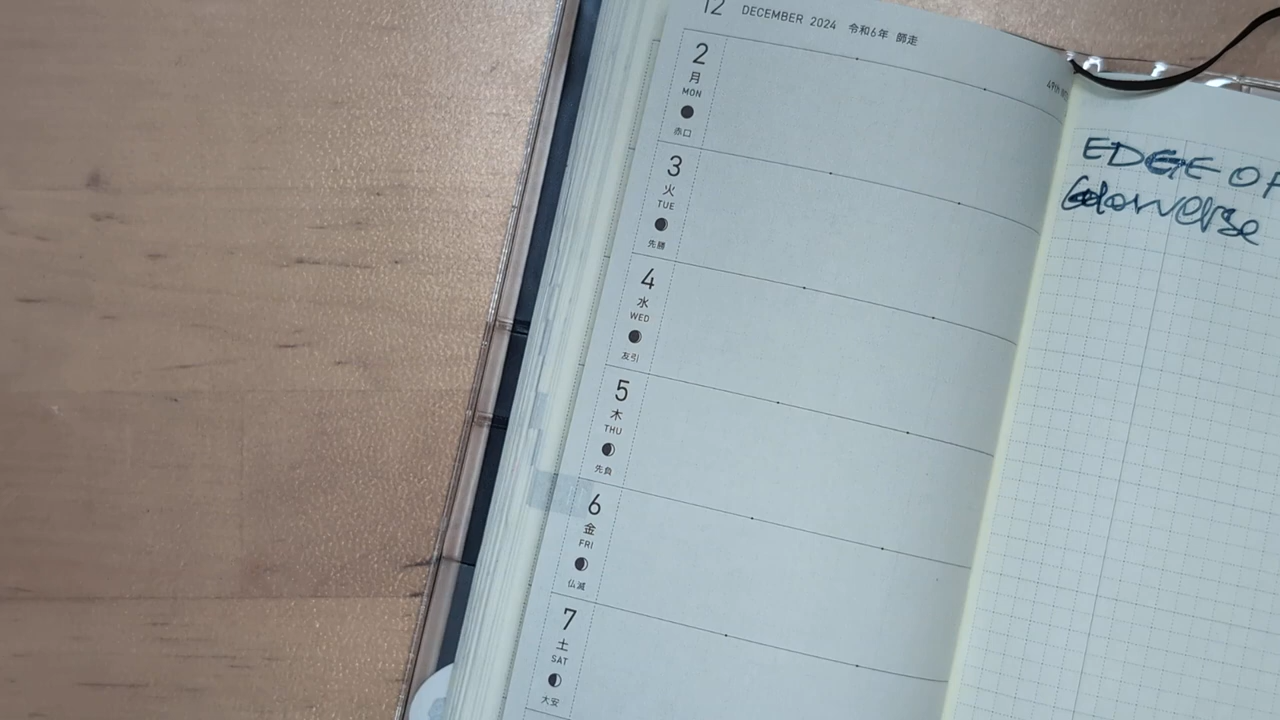 12 DECEMBER 2024 令和6年 師走
2
月
MON
赤口
3
火
TUE
先勝
4
水
WED
友引
5
木
THU
先負
6
金
FRI
仏滅
7
土
SAT
大安
49th
EDGE OF